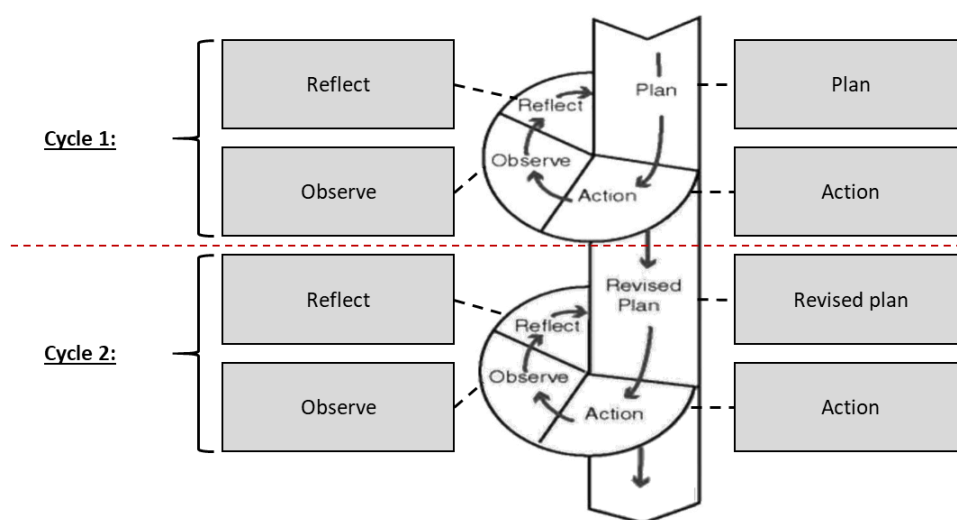 Reflect
Plan
Plan
Reflect
Cycle 1:
Observe
Observe
Action
Action
Reflect
Revised
Plan
Revised plan
Reflect
Cycle 2:
Observe
Observe
Action
Action